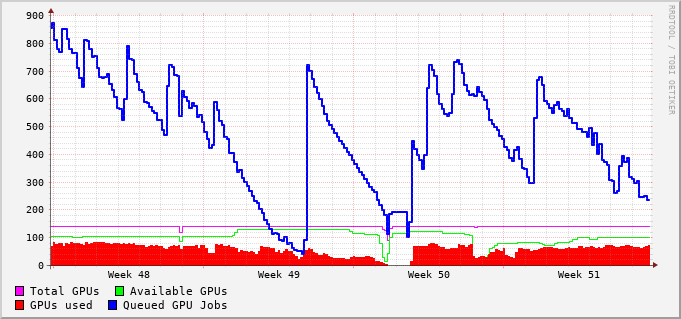 RRDTOOL / TOBI OETIKER
900
800
700
600
500
400
300
200
100
0
Week 48 Week 49 Week 50 Week 51
Total GPUs Available GPUs
GPUs used Queued GPU Jobs